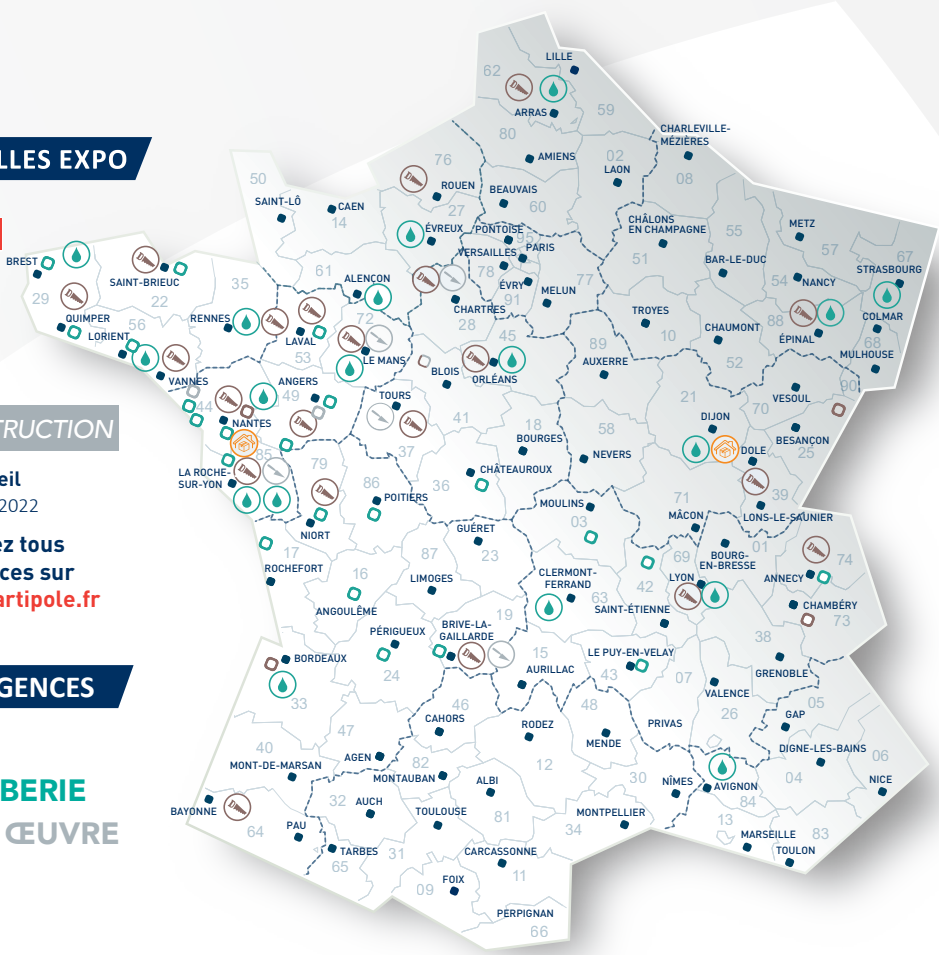 LLES EXPO
TRUCTION
eil
2022
ez tous
ces sur
artipole.fr
GENCES
BERIE
ŒUVRE
LILLE
62
59
ARRAS
80
CHARLEVILLE-
MÉZIÈRES
AMIENS
76
02
LAON
08
50
ROUEN
BEAUVAIS
SAINT-LÔ
CAEN
27
60
14
CHÂLONS
EN CHAMPAGNE
METZ
ÉVREUX
PONTOISE
95
55
57
VERSAILLES
PARIS
51
BAR-LE-DUC
67
BREST
61
78
STRASBOURG
SAINT-BRIEUC
35
ALENÇON
ÉVRY
77
54
NANCY
29
22
91
MELUN
QUIMPER
CHARTRES
TROYES
88
COLMAR
56
RENNES
72
28
10
CHAUMONT
LORIENT
LAVAL
45
ÉPINAL
68
53
LE MANS
89
52
MULHOUSE
BLOIS
ORLÉANS
AUXERRE
VANNES
ANGERS
90
49
TOURS
21
VESOUL
44
70
NANTES
41
18
58
DIJON
BESANÇON
37
BOURGES
DOLE
25
85
79
NEVERS
LA ROCHE-
SUR-YON
86
36
CHÂTEAUROUX
39
POITIERS
MOULINS
71
LONS-LE-SAUNIER
NIORT
GUÉRET
03
MÂCON
17
87
23
69
BOURG-
EN-BRESSE
01
74
ROCHEFORT
16
LIMOGES
CLERMONT-
FERRAND
63
42
LYON
ANNECY
ANGOULÊME
19
SAINT-ÉTIENNE
CHAMBÉRY
73
PÉRIGUEUX
BRIVE-LA-
GAILLARDE
38
BORDEAUX
15
LE PUY-EN-VELAY
24
AURILLAC
43
07
GRENOBLE
33
46
48
VALENCE
05
CAHORS
RODEZ
26
GAP
47
PRIVAS
40
MENDE
DIGNE-LES-BAINS
AGEN
82
12
06
MONT-DE-MARSAN
MONTAUBAN
30
04
ALBI
NÎMES
AVIGNON
NICE
32
AUCH
84
BAYONNE
TOULOUSE
81
MONTPELLIER
13
64
PAU
34
83
MARSEILLE
TARBES
31
CARCASSONNE
TOULON
65
11
09
FOIX
PERPIGNAN
66